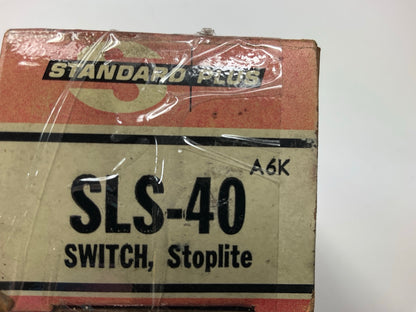 STANDARD PLUS
A6K
SLS-40
SWITCH, Stoplite